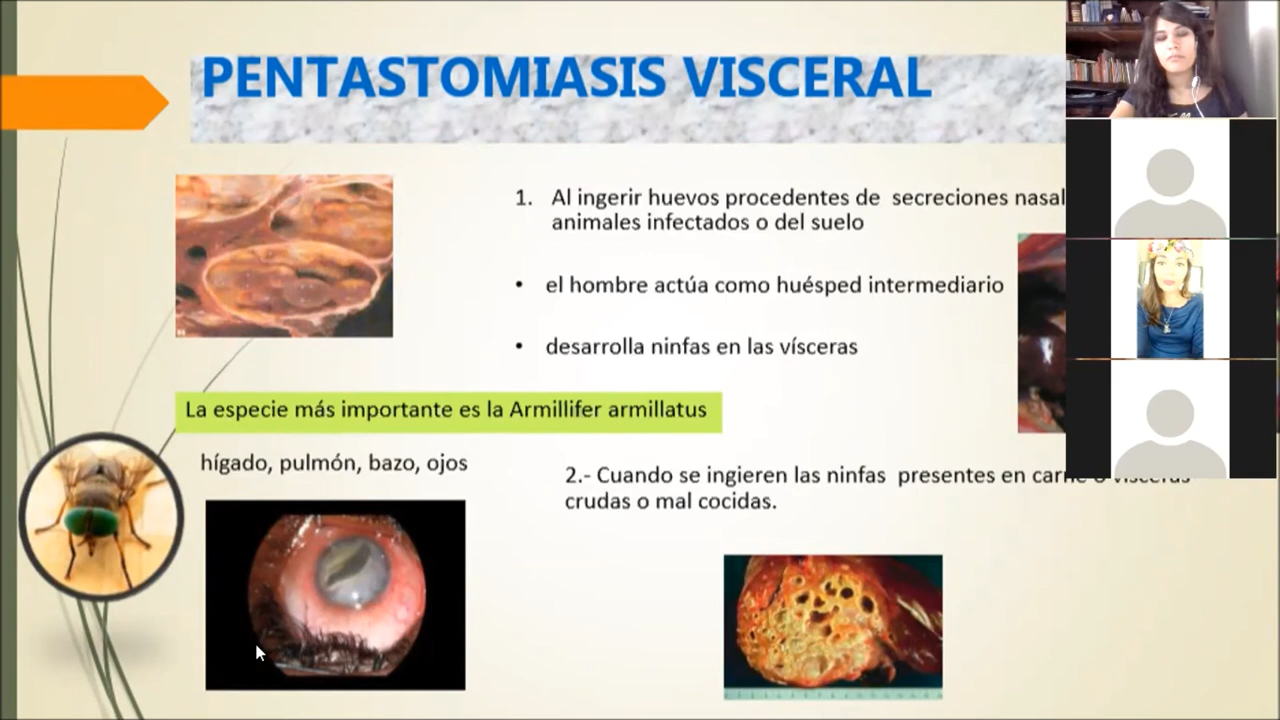 PENTASTOMIASIS VISCERAL
1. Al ingerir huevos procedentes de secreciones nasal
animales infectados o del suelo
• el hombre actúa como huésped intermediario
• desarrolla ninfas en las vísceras
La especie más importante es la Armillifer armillatus
hígado, pulmón, bazo, ojos
2.- Cuando se ingieren las ninfas presentes en carne o vísceras
crudas o mal cocidas.